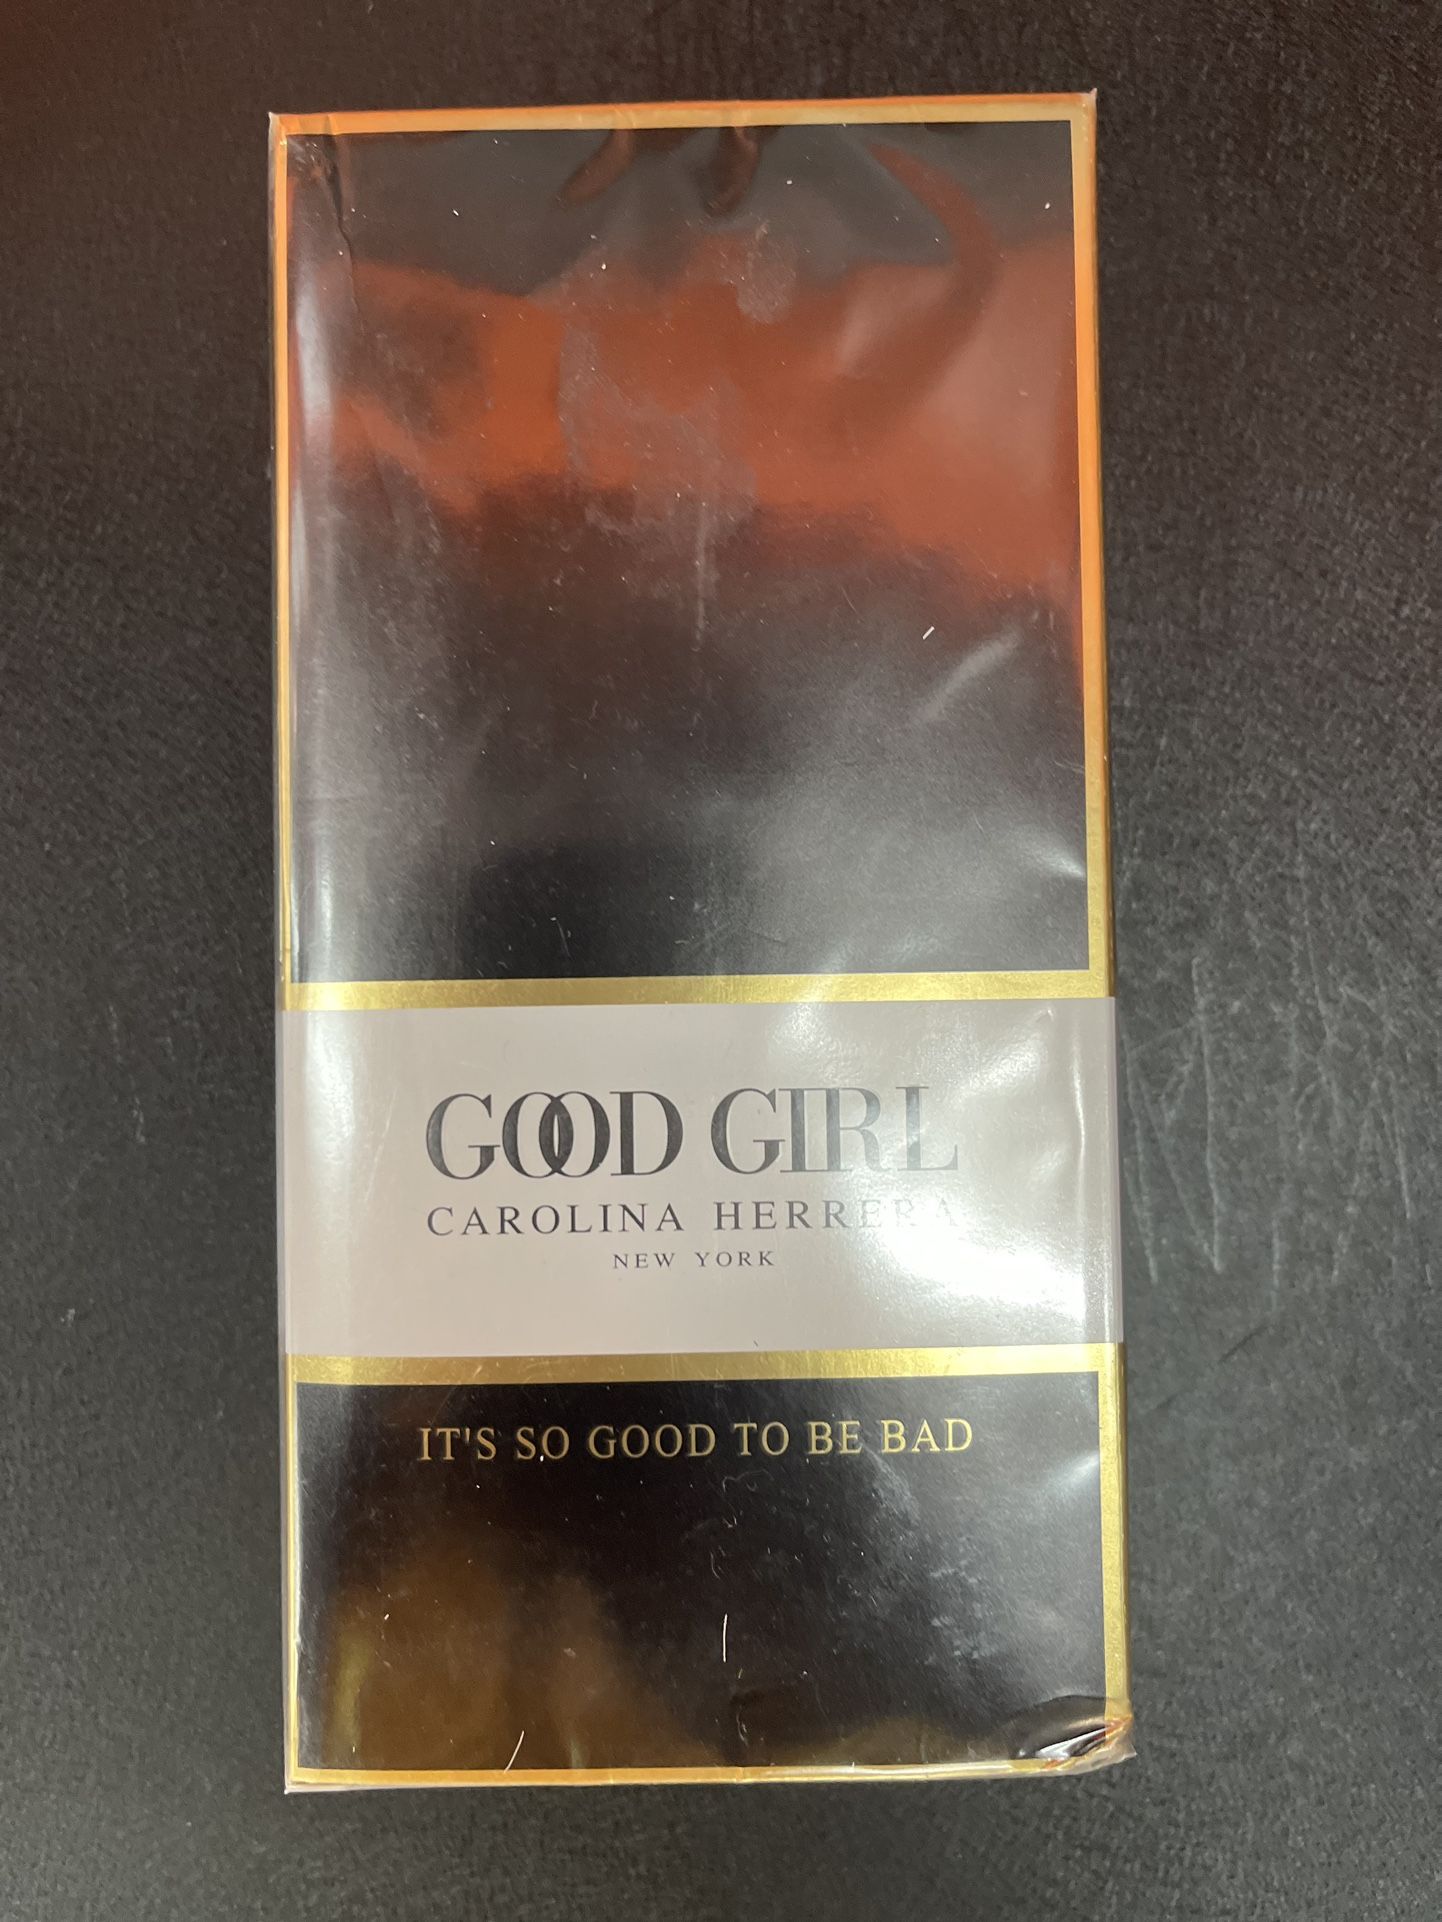 GOOD GIRL
CAROLINA HERRERA
NEW YORK
IT'S SO GOOD TO BE BAD